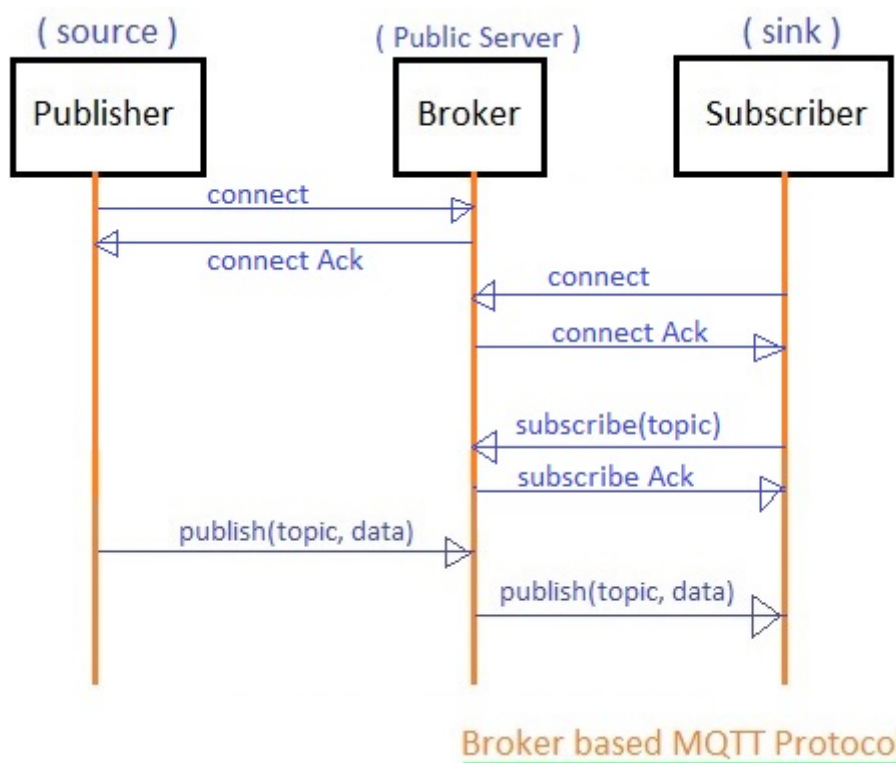 ( source )
( Public Server )
( sink )
Publisher
Broker
Subscriber
connect
connect Ack
connect
connect Ack
subscribe(topic)
subscribe Ack
publish(topic, data)
publish(topic, data)
Broker based MQTT Protoco